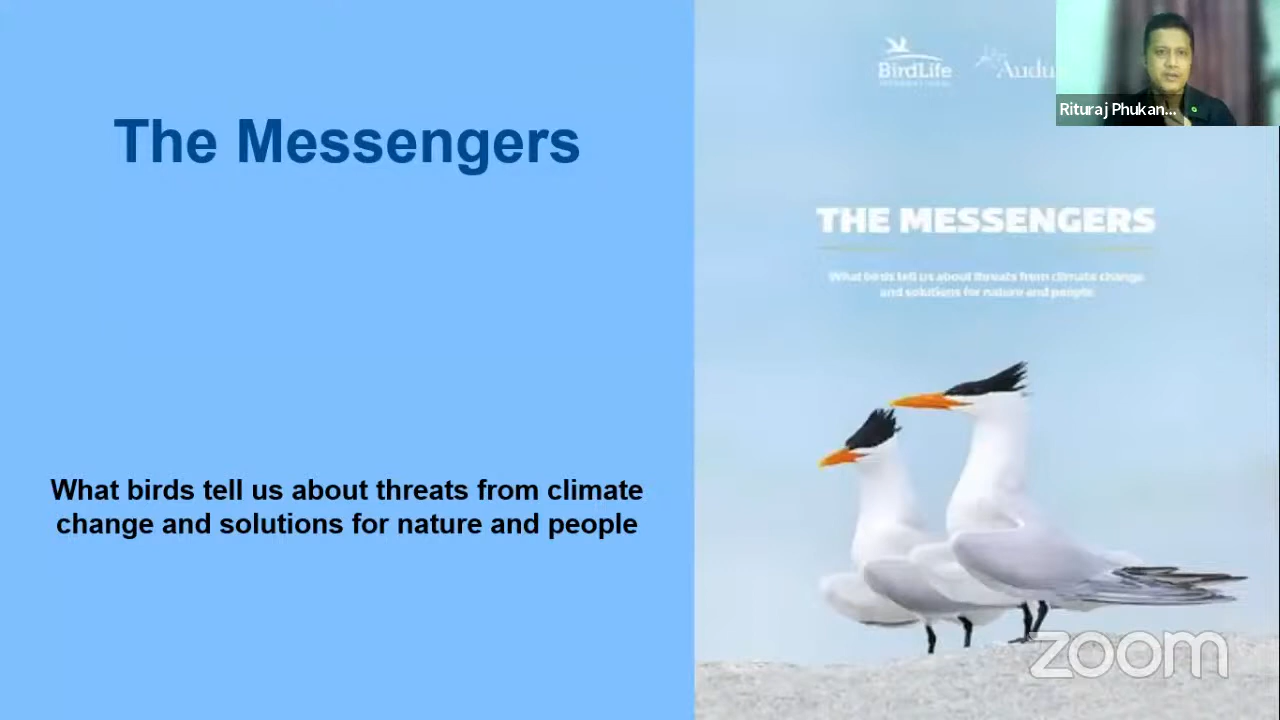 The Messengers
What birds tell us about threats from climate
change and solutions for nature and people
BirdLife
INTERNATIONAL
THE MESSENGERS
What birds tell us about threats from climate change
and solutions for nature and people
Rituraj Phukan...
zoom